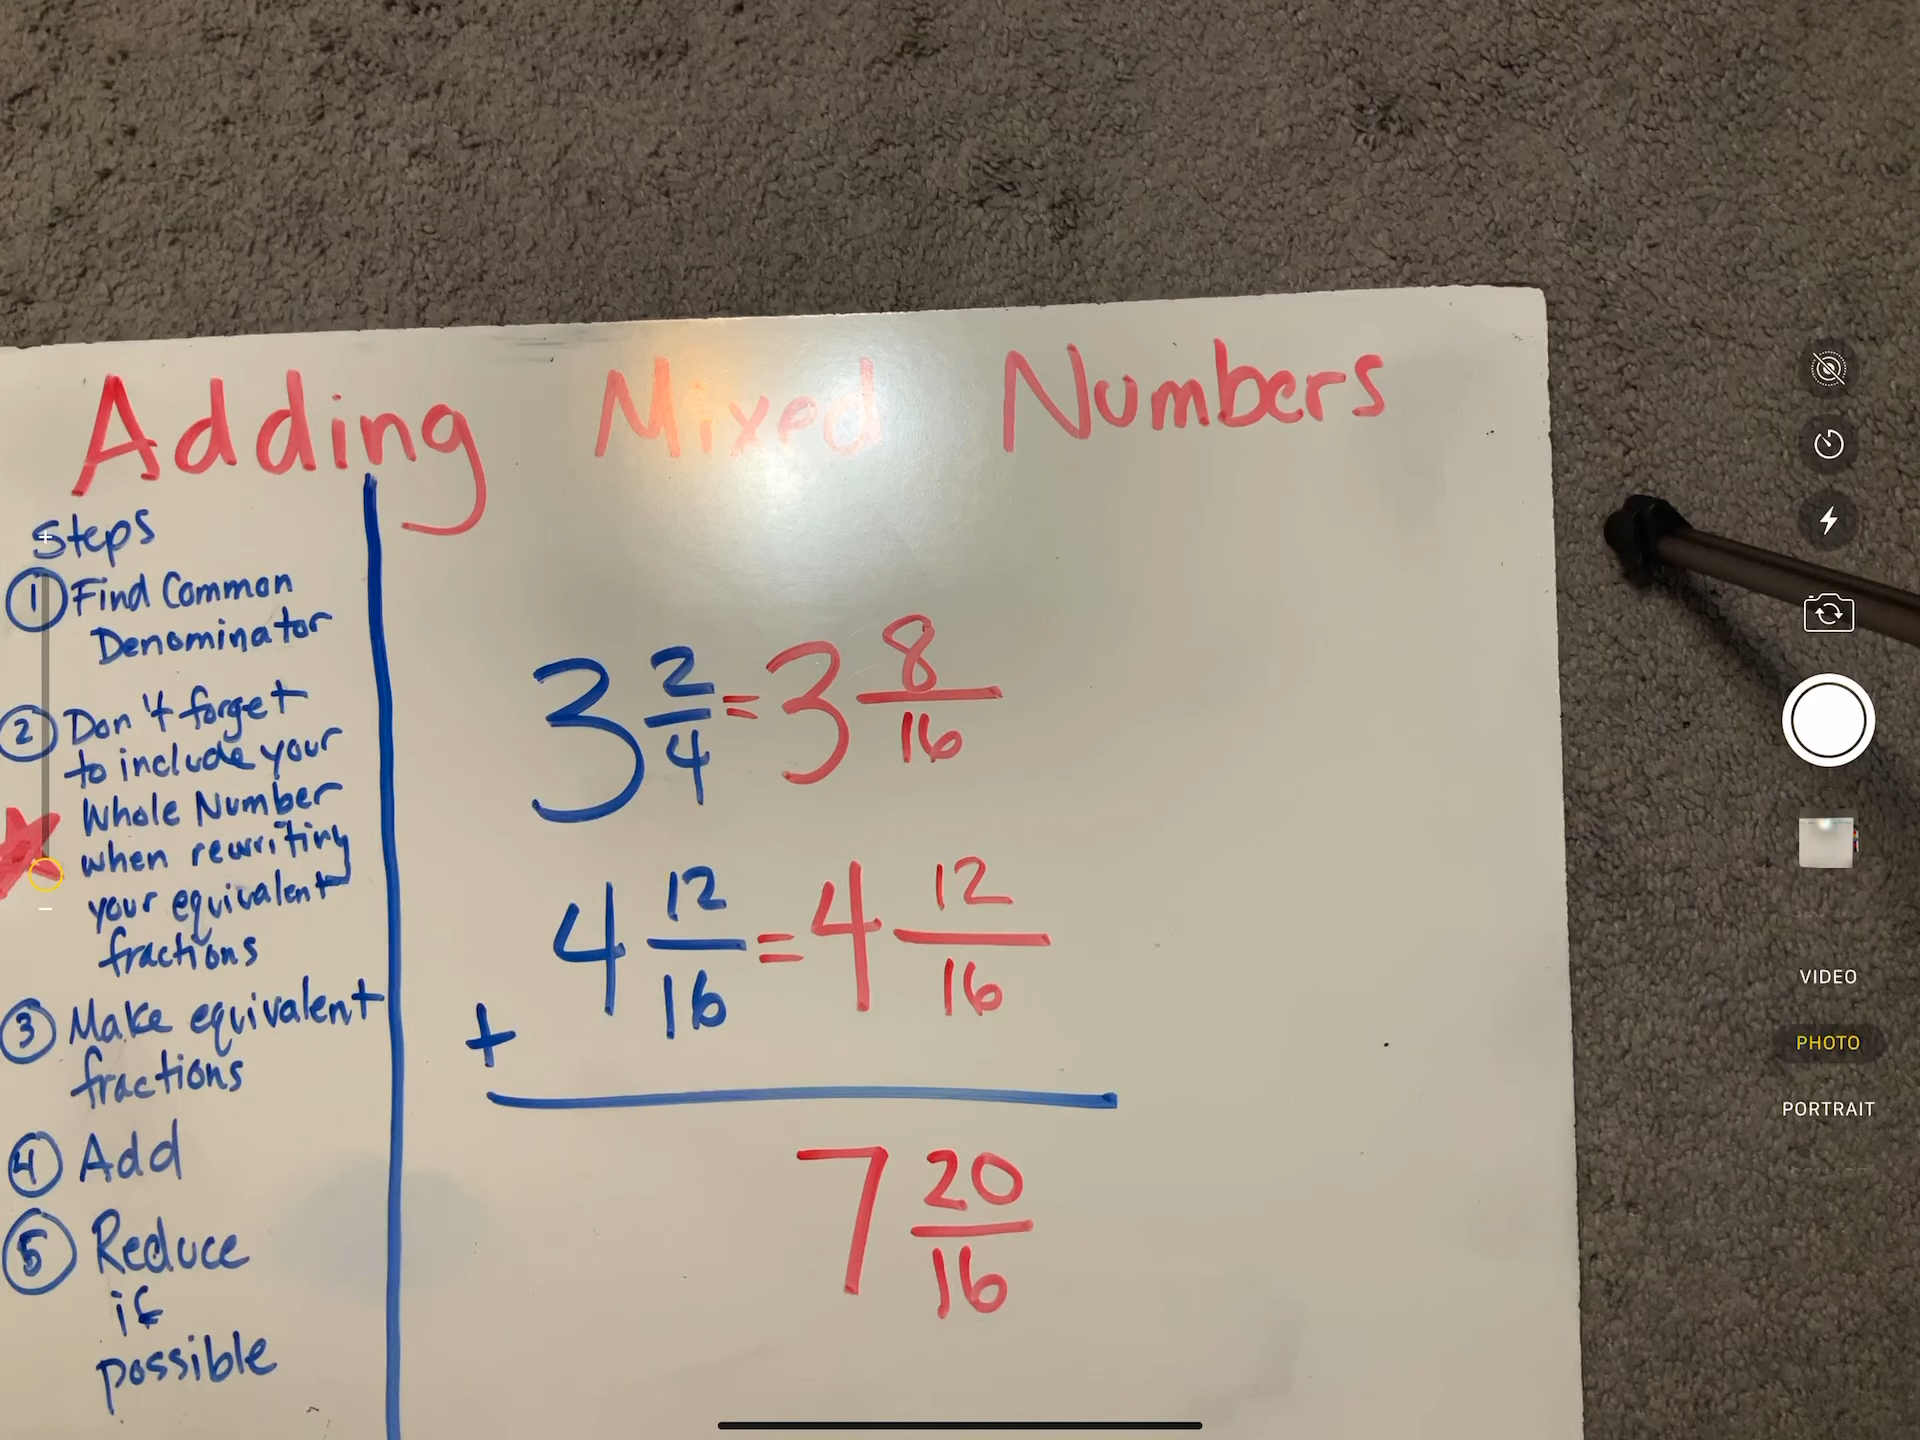 Adding Mixed Numbers
Steps
① Find Common
Denominator
② Don't forget
to include your
Whole Number
when rewriting
your equivalent
fractions
③ Make equivalent
fractions
④ Add
⑤ Reduce
if
possible
3 2/4 = 3 8/16
4 12/16 = 4 12/16
+
7 20/16
VIDEO
PHOTO
PORTRAIT